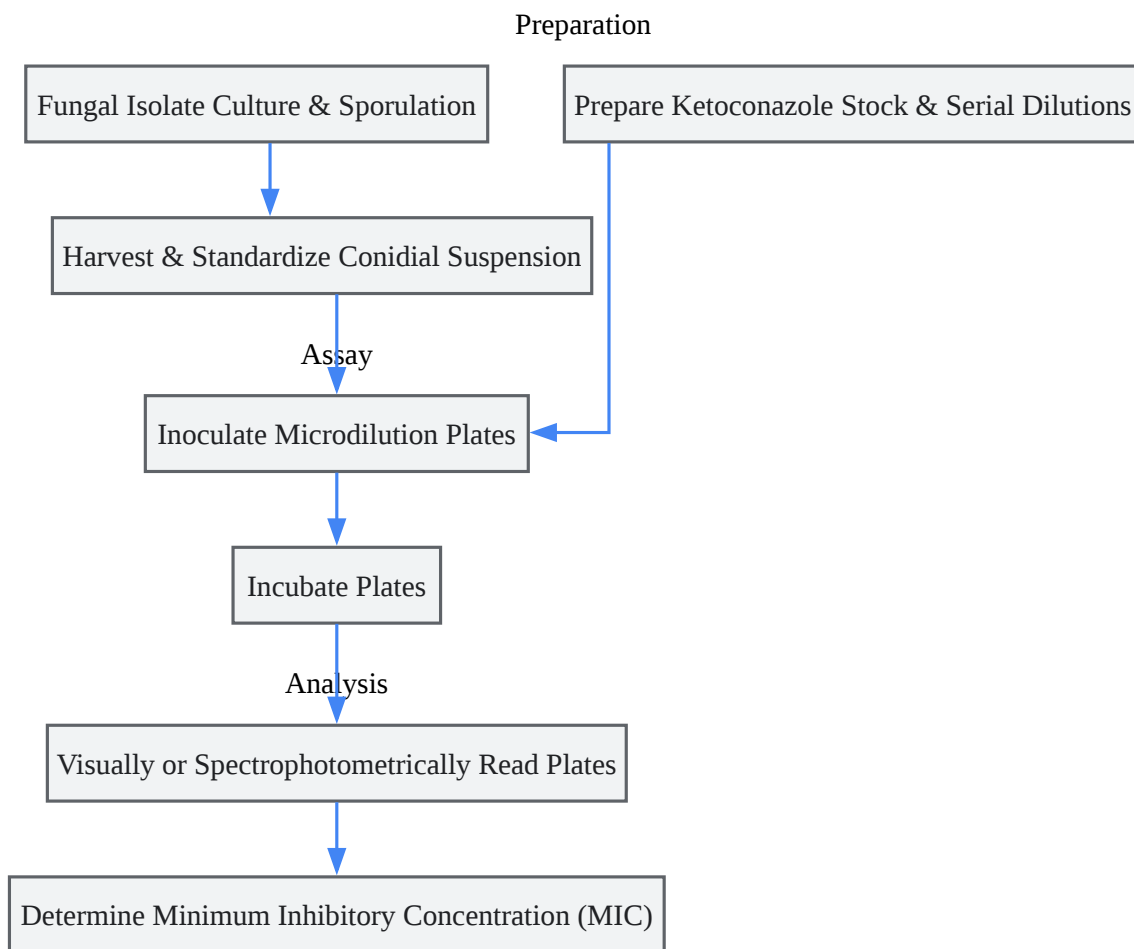 Preparation
Fungal Isolate Culture & Sporulation
Prepare Ketoconazole Stock & Serial Dilutions
Harvest & Standardize Conidial Suspension
Assay
Inoculate Microdilution Plates
Incubate Plates
Analysis
Visually or Spectrophotometrically Read Plates
Determine Minimum Inhibitory Concentration (MIC)